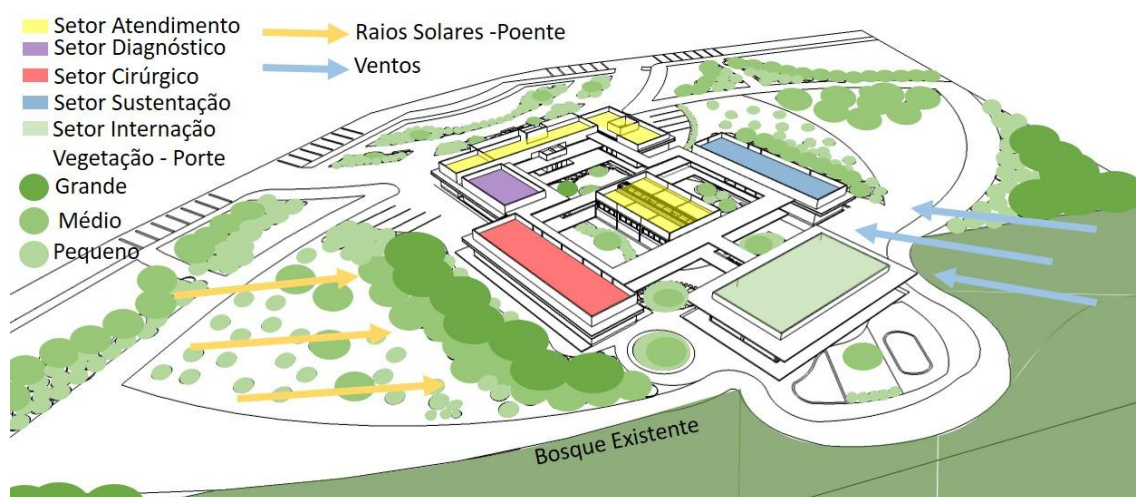 Setor Atendimento
Setor Diagnóstico
Setor Cirúrgico
Setor Sustentação
Setor Internação
Vegetação - Porte
Grande
Médio
Pequeno
Raios Solares -Poente
Ventos
Bosque Existente